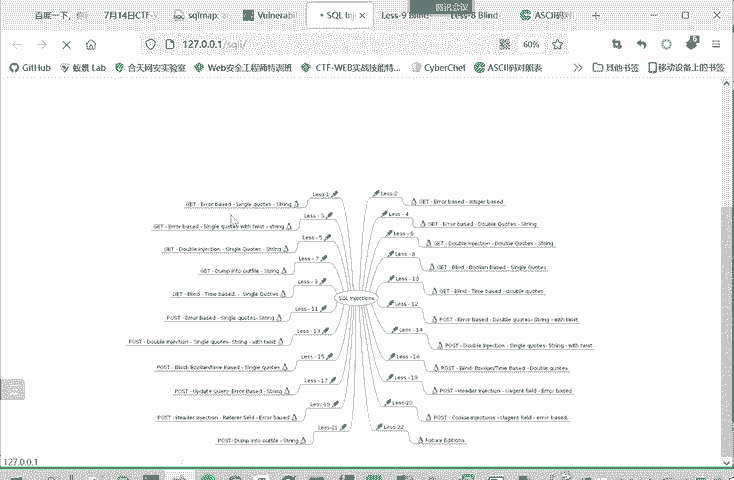 腾讯会议
百度一下，你
7月14日CTF-V
sqlmap: a
Vulnerabi
SQL Inj
Less-9 Blind
Less-8 Blind
ASCII码对
127.0.0.1/sqli/
60%
GitHub
蚁景 Lab
合天网安实验室
Web安全工程师特训班
CTF-WEB实战技能特...
CyberChef
ASCII码对照表
其他书签
移动设备上的书签
Less-1
GET - Error based - Single quotes - String
Less-2
GET - Error based - Integer based
Less - 3
GET - Error based - Single quotes with twist - string
Less - 4
GET - Error based - Double Quotes - String
Less - 5
GET - Double Injection - Single Quotes - String
Less - 6
GET - Double Injection - Double Quotes - String
Less - 7
GET - Dump into outfile - String
Less - 8
GET - Blind - Boolean Based - Single Quotes
Less - 9
GET - Blind - Time based. - Single Quotes
Less - 10
GET - Blind - Time based - double quotes
Less - 11
POST - Error Based - Single quotes- String
Less - 12
POST - Error Based - Double quotes- String - with twist
Less - 13
POST - Double Injection - Single quotes- String - with twist
Less - 14
POST - Double Injection - Single quotes- String - with twist
Less - 15
POST - Blind- Boolean/time Based - Single quotes
Less - 16
POST - Blind- Boolean/Time Based - Double quotes
Less - 17
POST - Update Query- Error Based - String
POST - Header Injection - Uagent field - Error based
POST - Header Injection - Referer field - Error based
Less-20
POST - Cookie injections - Uagent field - error based.
Less-21
POST- Dump into outfile - String
Less-22
Future Editions.
SQL Injections
127.0.0.1